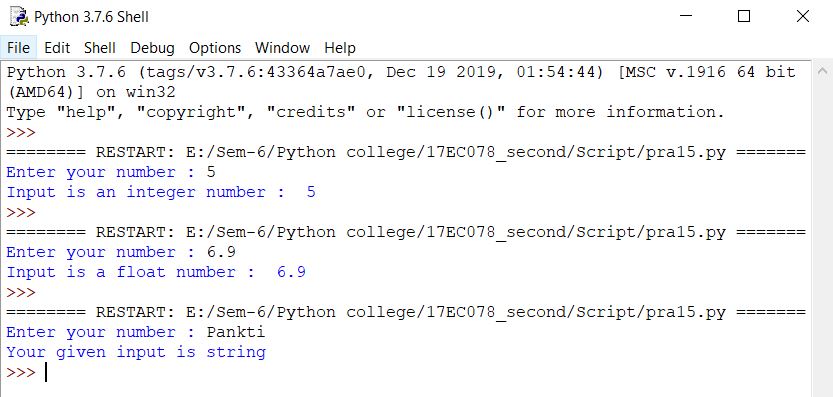 Python 3.7.6 Shell
File Edit Shell Debug Options Window Help
Python 3.7.6 (tags/v3.7.6:43364a7ae0, Dec 19 2019, 01:54:44) [MSC v.1916 64 bit
(AMD64)] on win32
Type "help", "copyright", "credits" or "license()" for more information.
>>>
======== RESTART: E:/Sem-6/Python college/17EC078_second/Script/pra15.py =======
Enter your number : 5
Input is an integer number :  5
>>>
======== RESTART: E:/Sem-6/Python college/17EC078_second/Script/pra15.py =======
Enter your number : 6.9
Input is a float number :  6.9
>>>
======== RESTART: E:/Sem-6/Python college/17EC078_second/Script/pra15.py =======
Enter your number : Pankti
Your given input is string
>>>